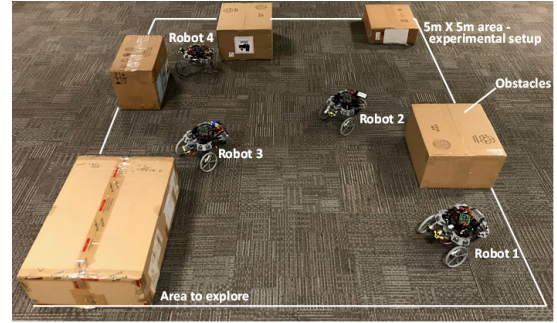 Robot 4
5m X 5m area -
experimental setup
Obstacles
Robot 2
Robot 3
Robot 1
Area to explore